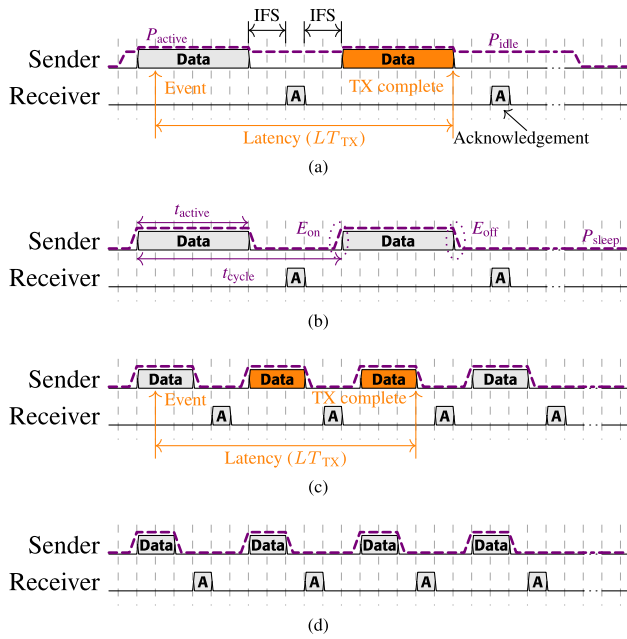 IFS IFS
P_active P_idle
Sender Data Data
Event TX complete
Receiver A A
Latency (LT_TX) Acknowledgement
(a)
t_active E_on E_off
Sender Data Data P_sleep
t_cycle
Receiver A A
(b)
Sender Data Data Data Data
Event TX complete
Receiver A A A A
Latency (LT_TX)
(c)
Sender Data Data Data Data
Receiver A A A A
(d)